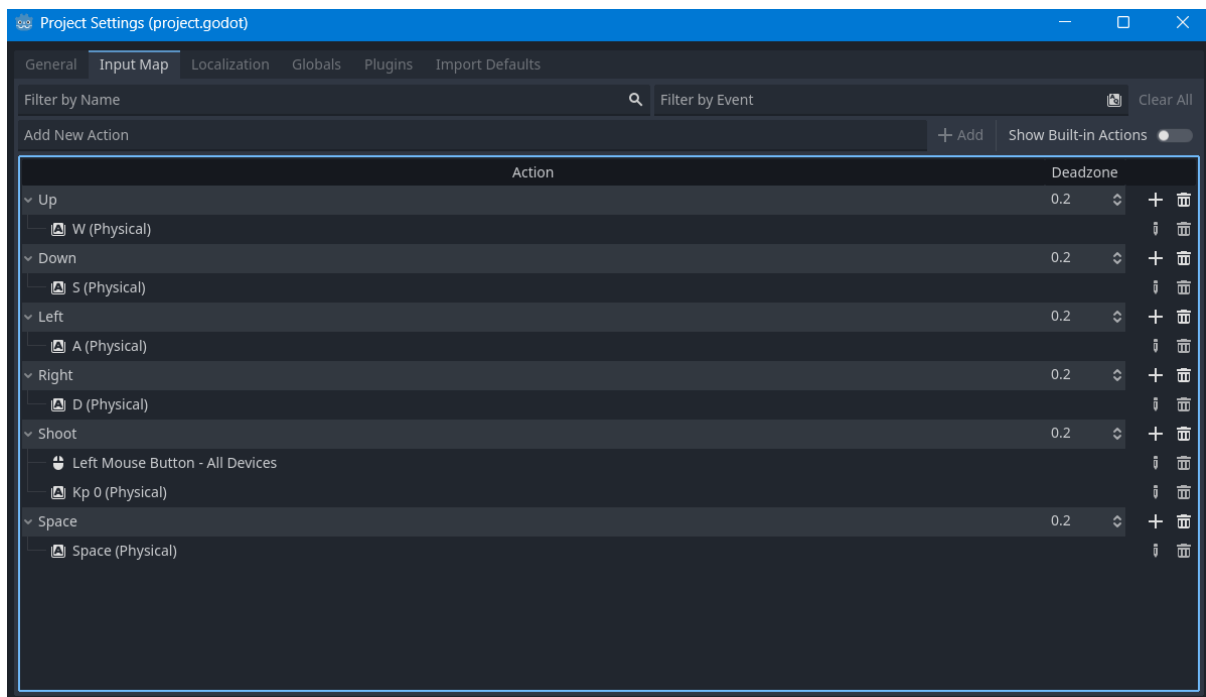 Project Settings (project.godot)
General Input Map Localization Globals Plugins Import Defaults
Filter by Name Filter by Event Clear All
Add New Action + Add Show Built-in Actions
Action Deadzone
Up 0.2
W (Physical)
Down 0.2
S (Physical)
Left 0.2
A (Physical)
Right 0.2
D (Physical)
Shoot 0.2
Left Mouse Button - All Devices
Kp 0 (Physical)
Space 0.2
Space (Physical)